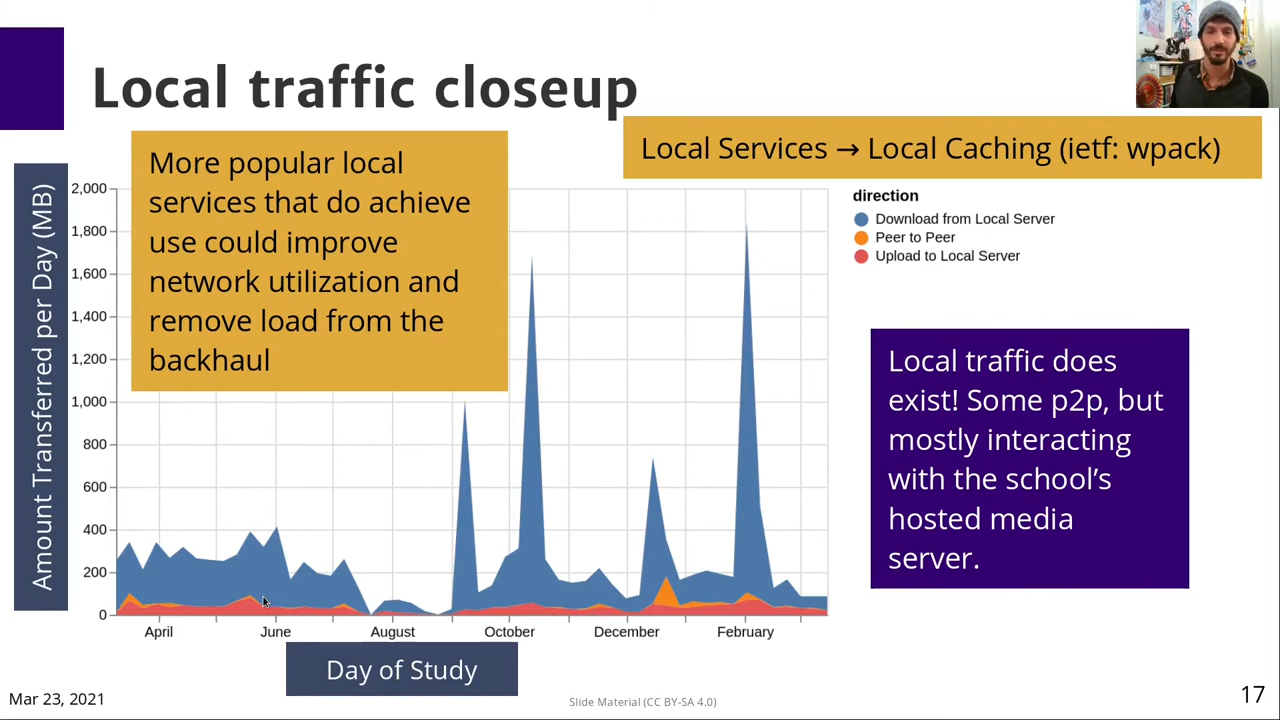 Local traffic closeup
More popular local
services that do achieve
use could improve
network utilization and
remove load from the
backhaul
Local Services → Local Caching (ietf: wpack)
Amount Transferred per Day (MB)
2,000
1,800
1,600
1,400
1,200
1,000
800
600
400
200
0
April
June
August
October
December
February
Day of Study
direction
Download from Local Server
Peer to Peer
Upload to Local Server
Local traffic does
exist! Some p2p, but
mostly interacting
with the school’s
hosted media
server.
Mar 23, 2021
Slide Material (CC BY-SA 4.0)
17